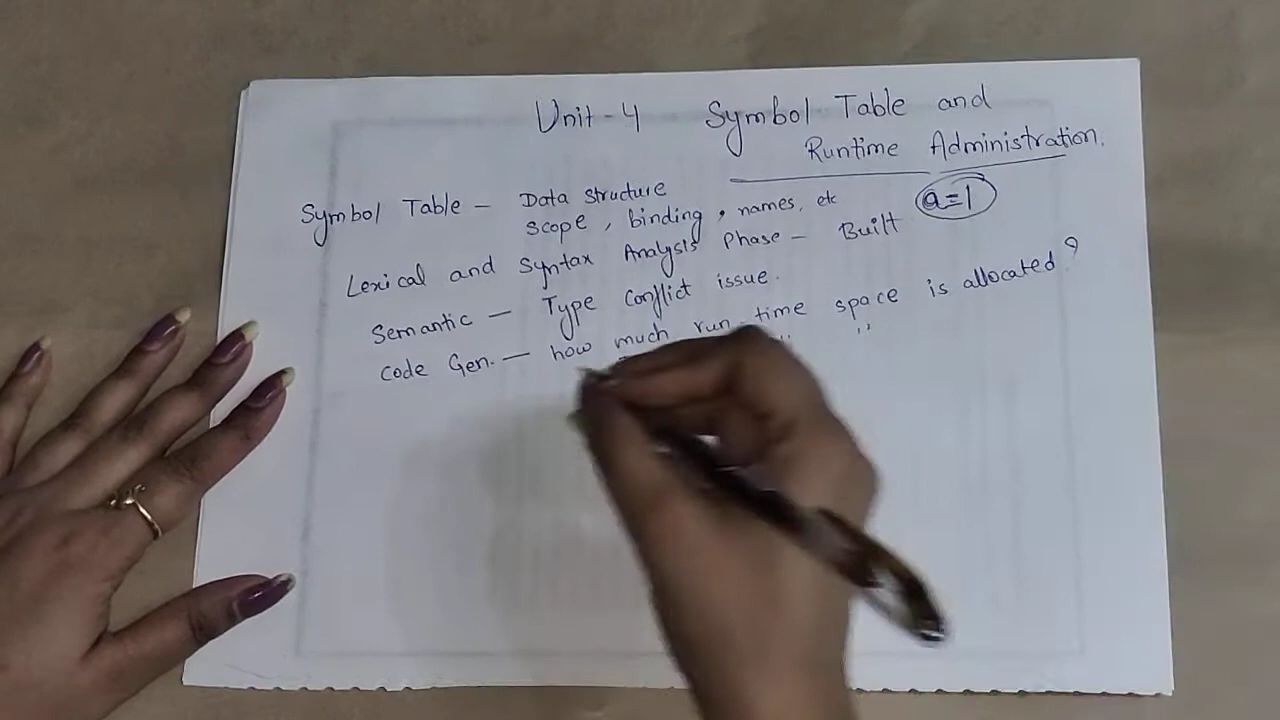 Unit-4 Symbol Table and
Runtime Administration.
Symbol Table - Data Structure
Scope, binding, names, etc
a=1
Lexical and Syntax Analysis Phase - Built
Semantic - Type Conflict issue.
Code Gen. - how much run-time space is allocated?
" "